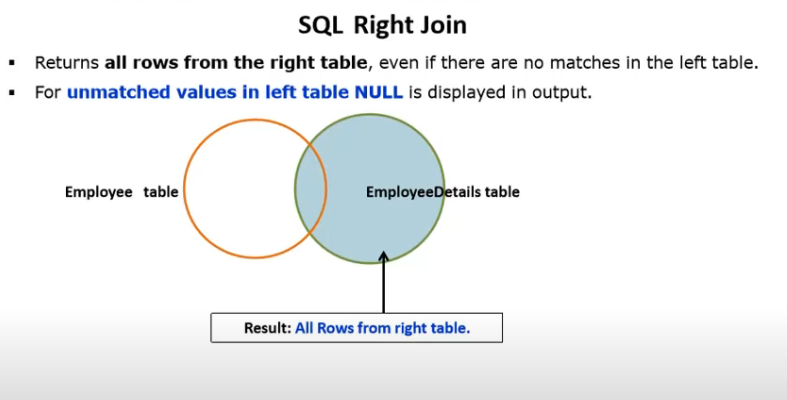 SQL Right Join
▪ Returns all rows from the right table, even if there are no matches in the left table.
▪ For unmatched values in left table NULL is displayed in output.
Employee table
EmployeeDetails table
Result: All Rows from right table.